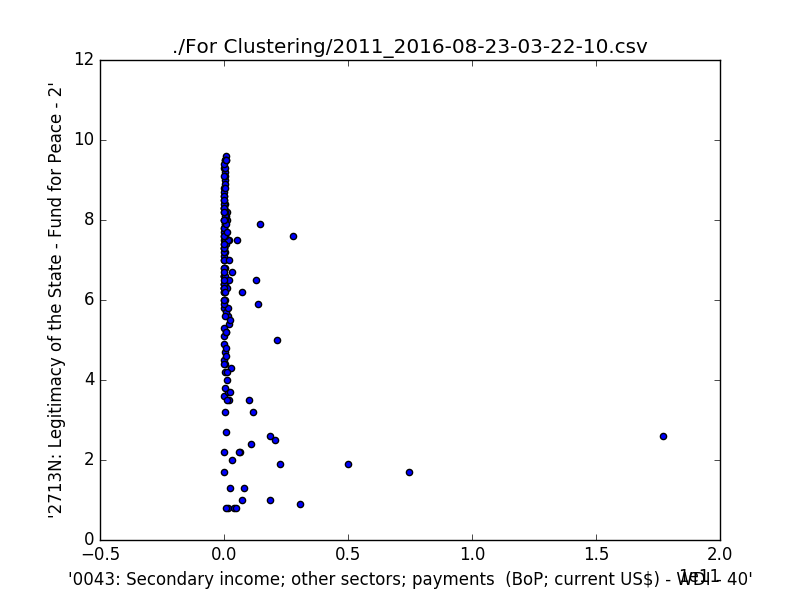 ./For Clustering/2011_2016-08-23-03-22-10.csv
12
10
8
6
4
2
0
'2713N: Legitimacy of the State - Fund for Peace - 2'
−0.5 0.0 0.5 1.0 1.5 2.0
1e11
'0043: Secondary income; other sectors; payments  (BoP; current US$) - WDI - 40'